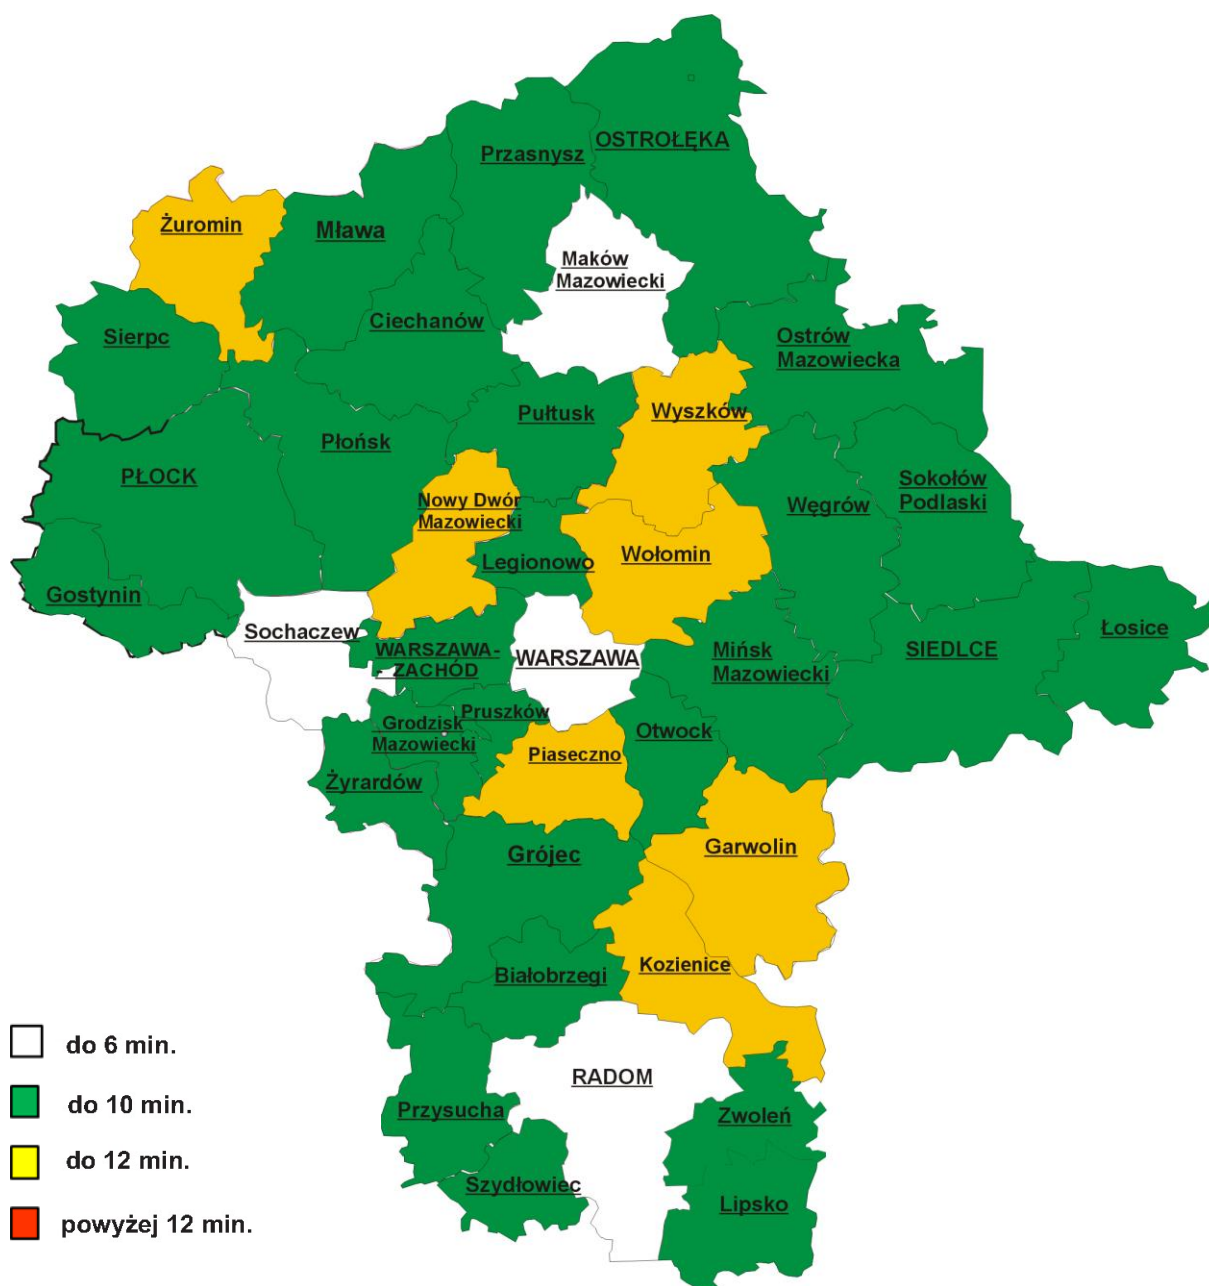 OSTROŁĘKA
Przasnysz
Żuromin
Mława
Maków
Mazowiecki
Ciechanów
Sierpc
Ostrów
Mazowiecka
Pułtusk
Wyszków
Płońsk
PŁOCK
Nowy Dwór
Mazowiecki
Węgrów
Sokołów
Podlaski
Legionowo
Wołomin
Gostynin
Sochaczew
WARSZAWA-
- ZACHÓD
WARSZAWA
Mińsk
Mazowiecki
SIEDLCE
Łosice
Pruszków
Grodzisk
Mazowiecki
Otwock
Piaseczno
Żyrardów
Grójec
Garwolin
Białobrzegi
Kozienice
RADOM
Przysucha
Zwoleń
Szydłowiec
Lipsko
do 6 min.
do 10 min.
do 12 min.
powyżej 12 min.